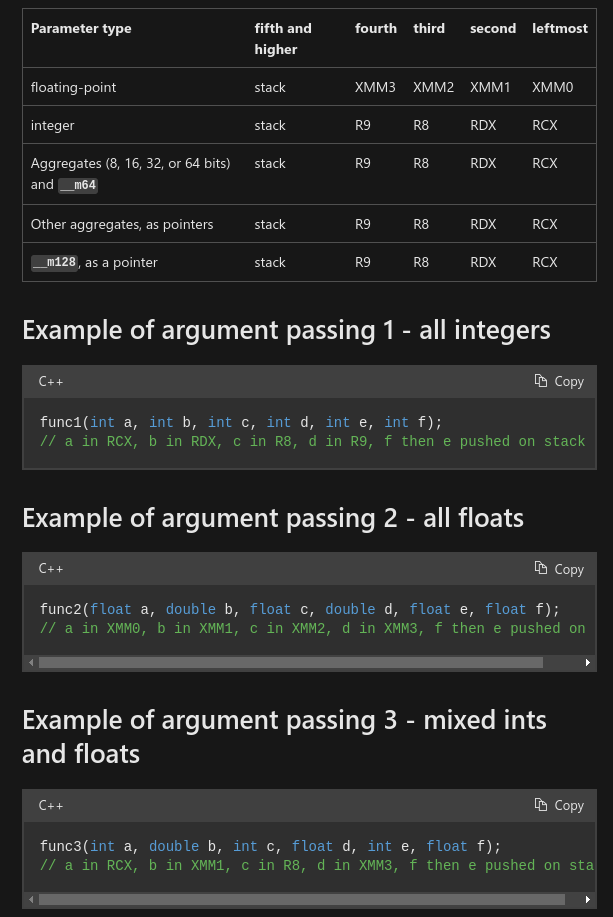 Parameter type fifth and higher fourth third second leftmost
floating-point stack XMM3 XMM2 XMM1 XMM0
integer stack R9 R8 RDX RCX
Aggregates (8, 16, 32, or 64 bits) and __m64 stack R9 R8 RDX RCX
Other aggregates, as pointers stack R9 R8 RDX RCX
__m128, as a pointer stack R9 R8 RDX RCX
Example of argument passing 1 - all integers
C++ Copy
func1(int a, int b, int c, int d, int e, int f);
// a in RCX, b in RDX, c in R8, d in R9, f then e pushed on stack
Example of argument passing 2 - all floats
C++ Copy
func2(float a, double b, float c, double d, float e, float f);
// a in XMM0, b in XMM1, c in XMM2, d in XMM3, f then e pushed on
Example of argument passing 3 - mixed ints
and floats
C++ Copy
func3(int a, double b, int c, float d, int e, float f);
// a in RCX, b in XMM1, c in R8, d in XMM3, f then e pushed on sta